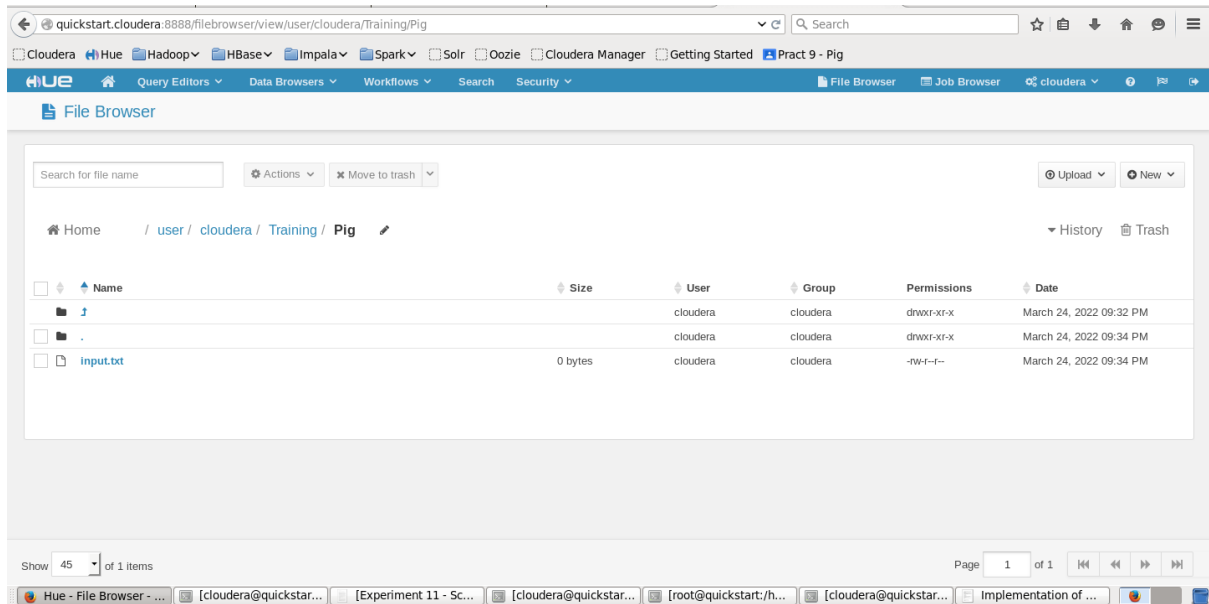 quickstart.cloudera:8888/filebrowser/view/user/cloudera/Training/Pig Search
Cloudera Hue Hadoop HBase Impala Spark Solr Oozie Cloudera Manager Getting Started Pract 9 - Pig
HUE Query Editors Data Browsers Workflows Search Security File Browser Job Browser cloudera
File Browser
Search for file name Actions Move to trash Upload New
Home / user / cloudera / Training / Pig History Trash
Name Size User Group Permissions Date
cloudera cloudera drwxr-xr-x March 24, 2022 09:32 PM
. cloudera cloudera drwxr-xr-x March 24, 2022 09:34 PM
input.txt 0 bytes cloudera cloudera -rw-r--r-- March 24, 2022 09:34 PM
Show 45 of 1 items Page 1 of 1
Hue - File Browser - ... [cloudera@quickstar... [Experiment 11 - Sc... [cloudera@quickstar... [root@quickstart:/h... [cloudera@quickstar... Implementation of ...